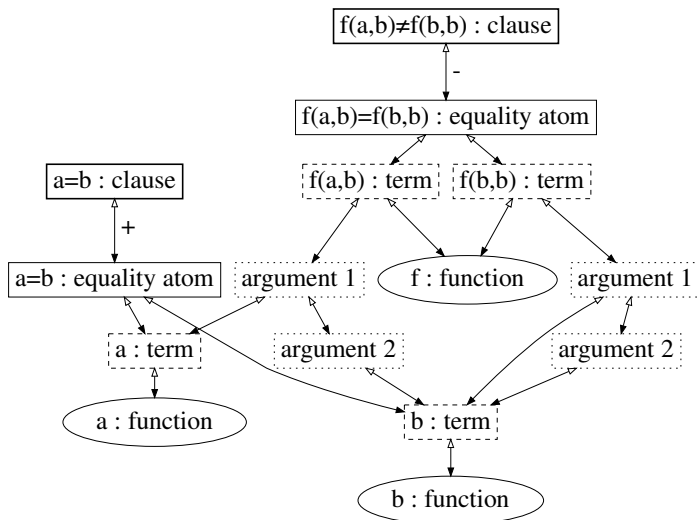 f(a,b)≠f(b,b) : clause
-
f(a,b)=f(b,b) : equality atom
a=b : clause
f(a,b) : term
f(b,b) : term
+
a=b : equality atom
argument 1
f : function
argument 1
a : term
argument 2
argument 2
a : function
b : term
b : function